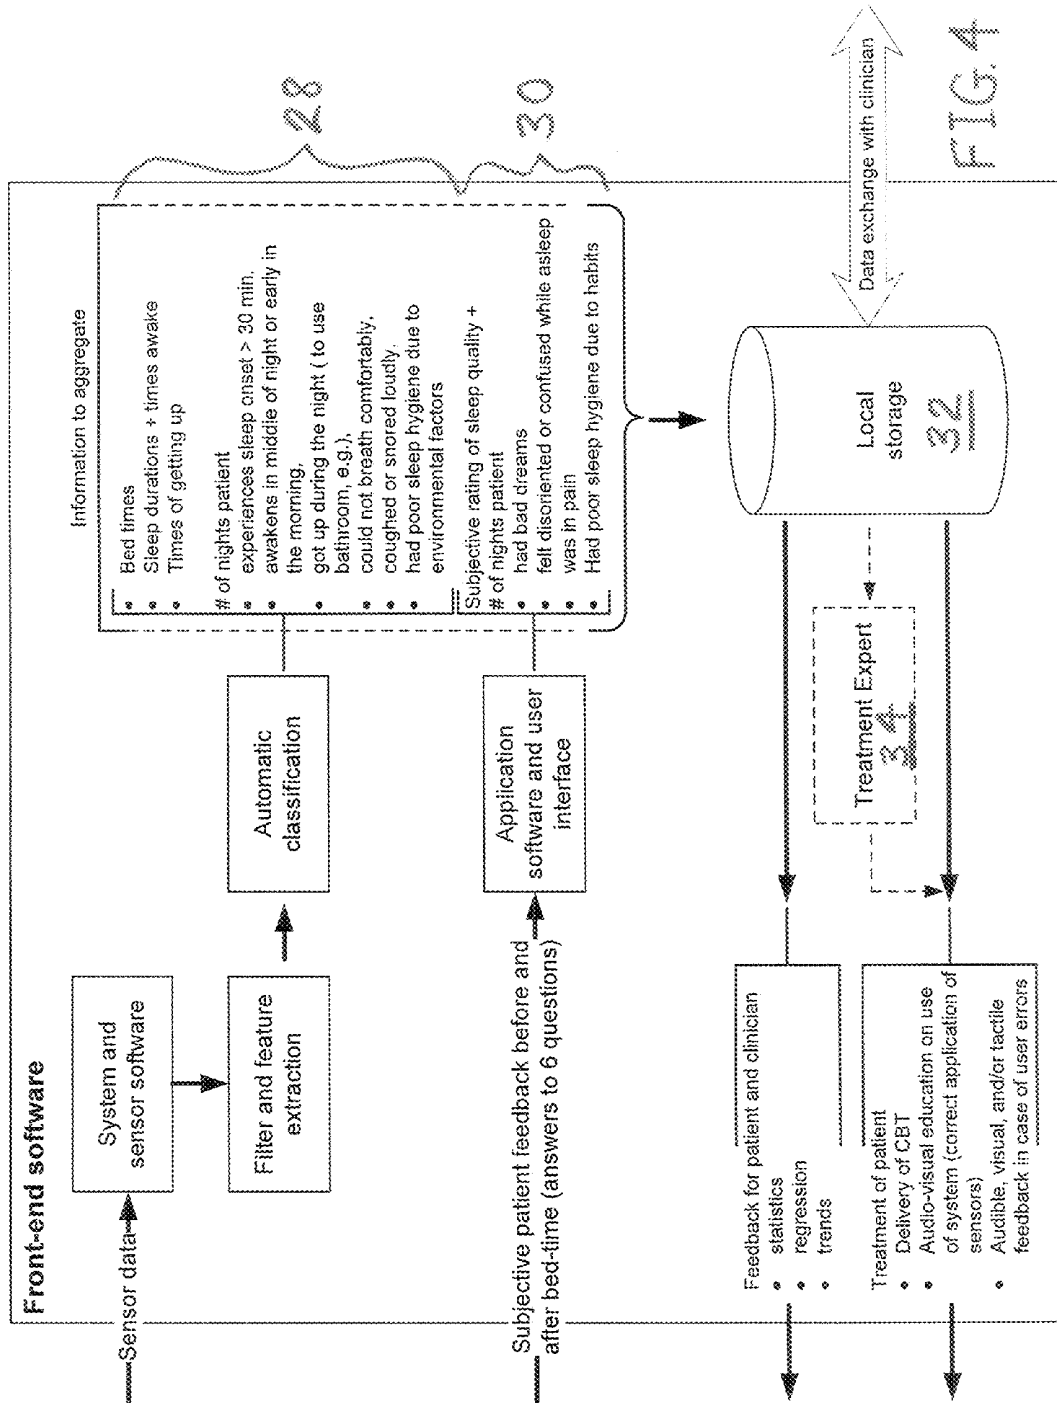 Front-end software
Sensor data
System and
sensor software
Filter and feature
extraction
Automatic
classification
Information to aggregate
• Bed times
• Sleep durations + times awake
• Times of getting up
# of nights patient
• experiences sleep onset > 30 min,
• awakens in middle of night or early in
the morning,
• got up during the night ( to use
bathroom, e.g.),
• could not breath comfortably,
• coughed or snored loudly,
• had poor sleep hygiene due to
environmental factors
28
Subjective patient feedback before and
after bed-time (answers to 6 questions)
Application
software and user
interface
Subjective rating of sleep quality +
# of nights patient
• had bad dreams
• felt disoriented or confused while asleep
• was in pain
• Had poor sleep hygiene due to habits
30
Feedback for patient and clinician
• statistics
• regression
• trends
Treatment of patient
• Delivery of CBT
• Audio-visual education on use
of system (correct application of
sensors)
• Audible, visual, and/or tactile
feedback in case of user errors
Treatment Expert
34
Local
storage
32
Data exchange with clinician
FIG. 4